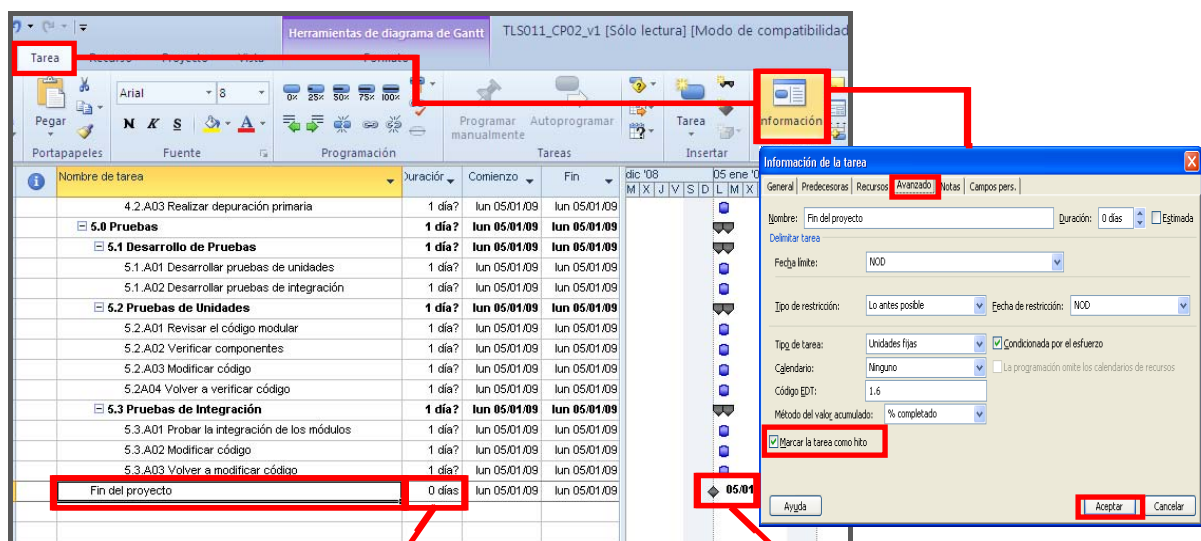 Herramientas de diagrama de Gantt
TLS011_CP02_v1 [Sólo lectura] [Modo de compatibilidad
Tarea
Arial 8
0% 25% 50% 75% 100%
Pegar
N K S A
Programar manualmente
Autoprogramar
Tarea
Información
Portapapeles Fuente Programación Tareas Insertar
Nombre de tarea Duración Comienzo Fin
dic '08 05 ene '0
M X J V S D L M X
4.2.A03 Realizar depuración primaria 1 día? lun 05/01/09 lun 05/01/09
5.0 Pruebas 1 día? lun 05/01/09 lun 05/01/09
5.1 Desarrollo de Pruebas 1 día? lun 05/01/09 lun 05/01/09
5.1.A01 Desarrollar pruebas de unidades 1 día? lun 05/01/09 lun 05/01/09
5.1.A02 Desarrollar pruebas de integración 1 día? lun 05/01/09 lun 05/01/09
5.2 Pruebas de Unidades 1 día? lun 05/01/09 lun 05/01/09
5.2.A01 Revisar el código modular 1 día? lun 05/01/09 lun 05/01/09
5.2.A02 Verificar componentes 1 día? lun 05/01/09 lun 05/01/09
5.2.A03 Modificar código 1 día? lun 05/01/09 lun 05/01/09
5.2A04 Volver a verificar código 1 día? lun 05/01/09 lun 05/01/09
5.3 Pruebas de Integración 1 día? lun 05/01/09 lun 05/01/09
5.3.A01 Probar la integración de los módulos 1 día? lun 05/01/09 lun 05/01/09
5.3.A02 Modificar código 1 día? lun 05/01/09 lun 05/01/09
5.3.A03 Volver a modificar código 1 día? lun 05/01/09 lun 05/01/09
Fin del proyecto 0 días lun 05/01/09 lun 05/01/09
05/01
Información de la tarea
General Predecesoras Recursos Avanzado Notas Campos pers.
Nombre: Fin del proyecto Duración: 0 días Estimada
Delimitar tarea
Fecha límite: NOD
Tipo de restricción: Lo antes posible Fecha de restricción: NOD
Tipo de tarea: Unidades fijas Condicionada por el esfuerzo
Calendario: Ninguno La programación omite los calendarios de recursos
Código EDT: 1.6
Método del valor acumulado: % completado
Marcar la tarea como hito
Ayuda Aceptar Cancelar